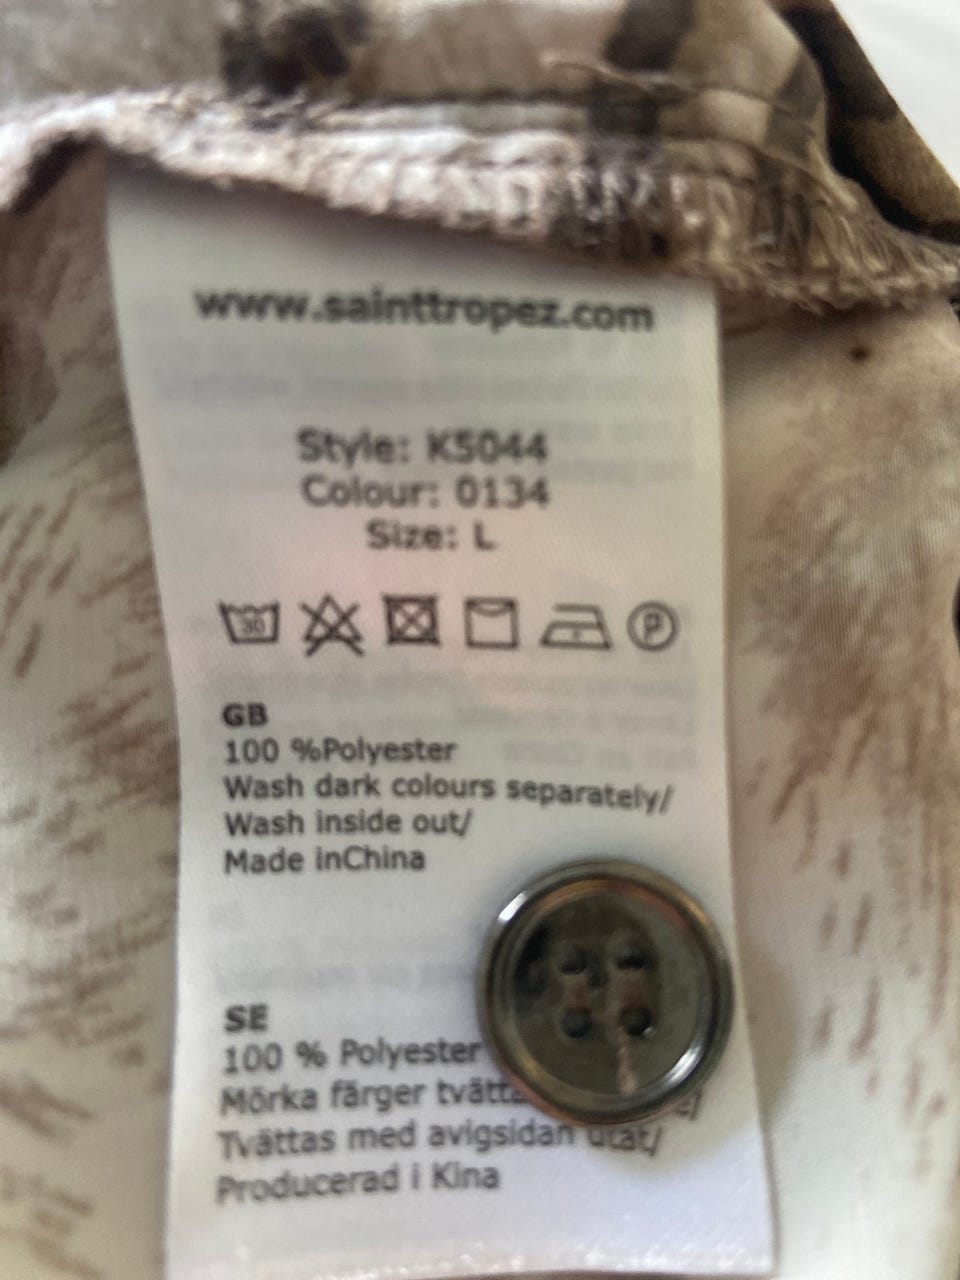 www.sainttropez.com
Style: K5044
Colour: 0134
Size: L
30
P
GB
100 %Polyester
Wash dark colours separately/
Wash inside out/
Made inChina
SE
100 % Polyester
Mörka färger
Tvättas med avigsidan utåt/
Producerad i Kina